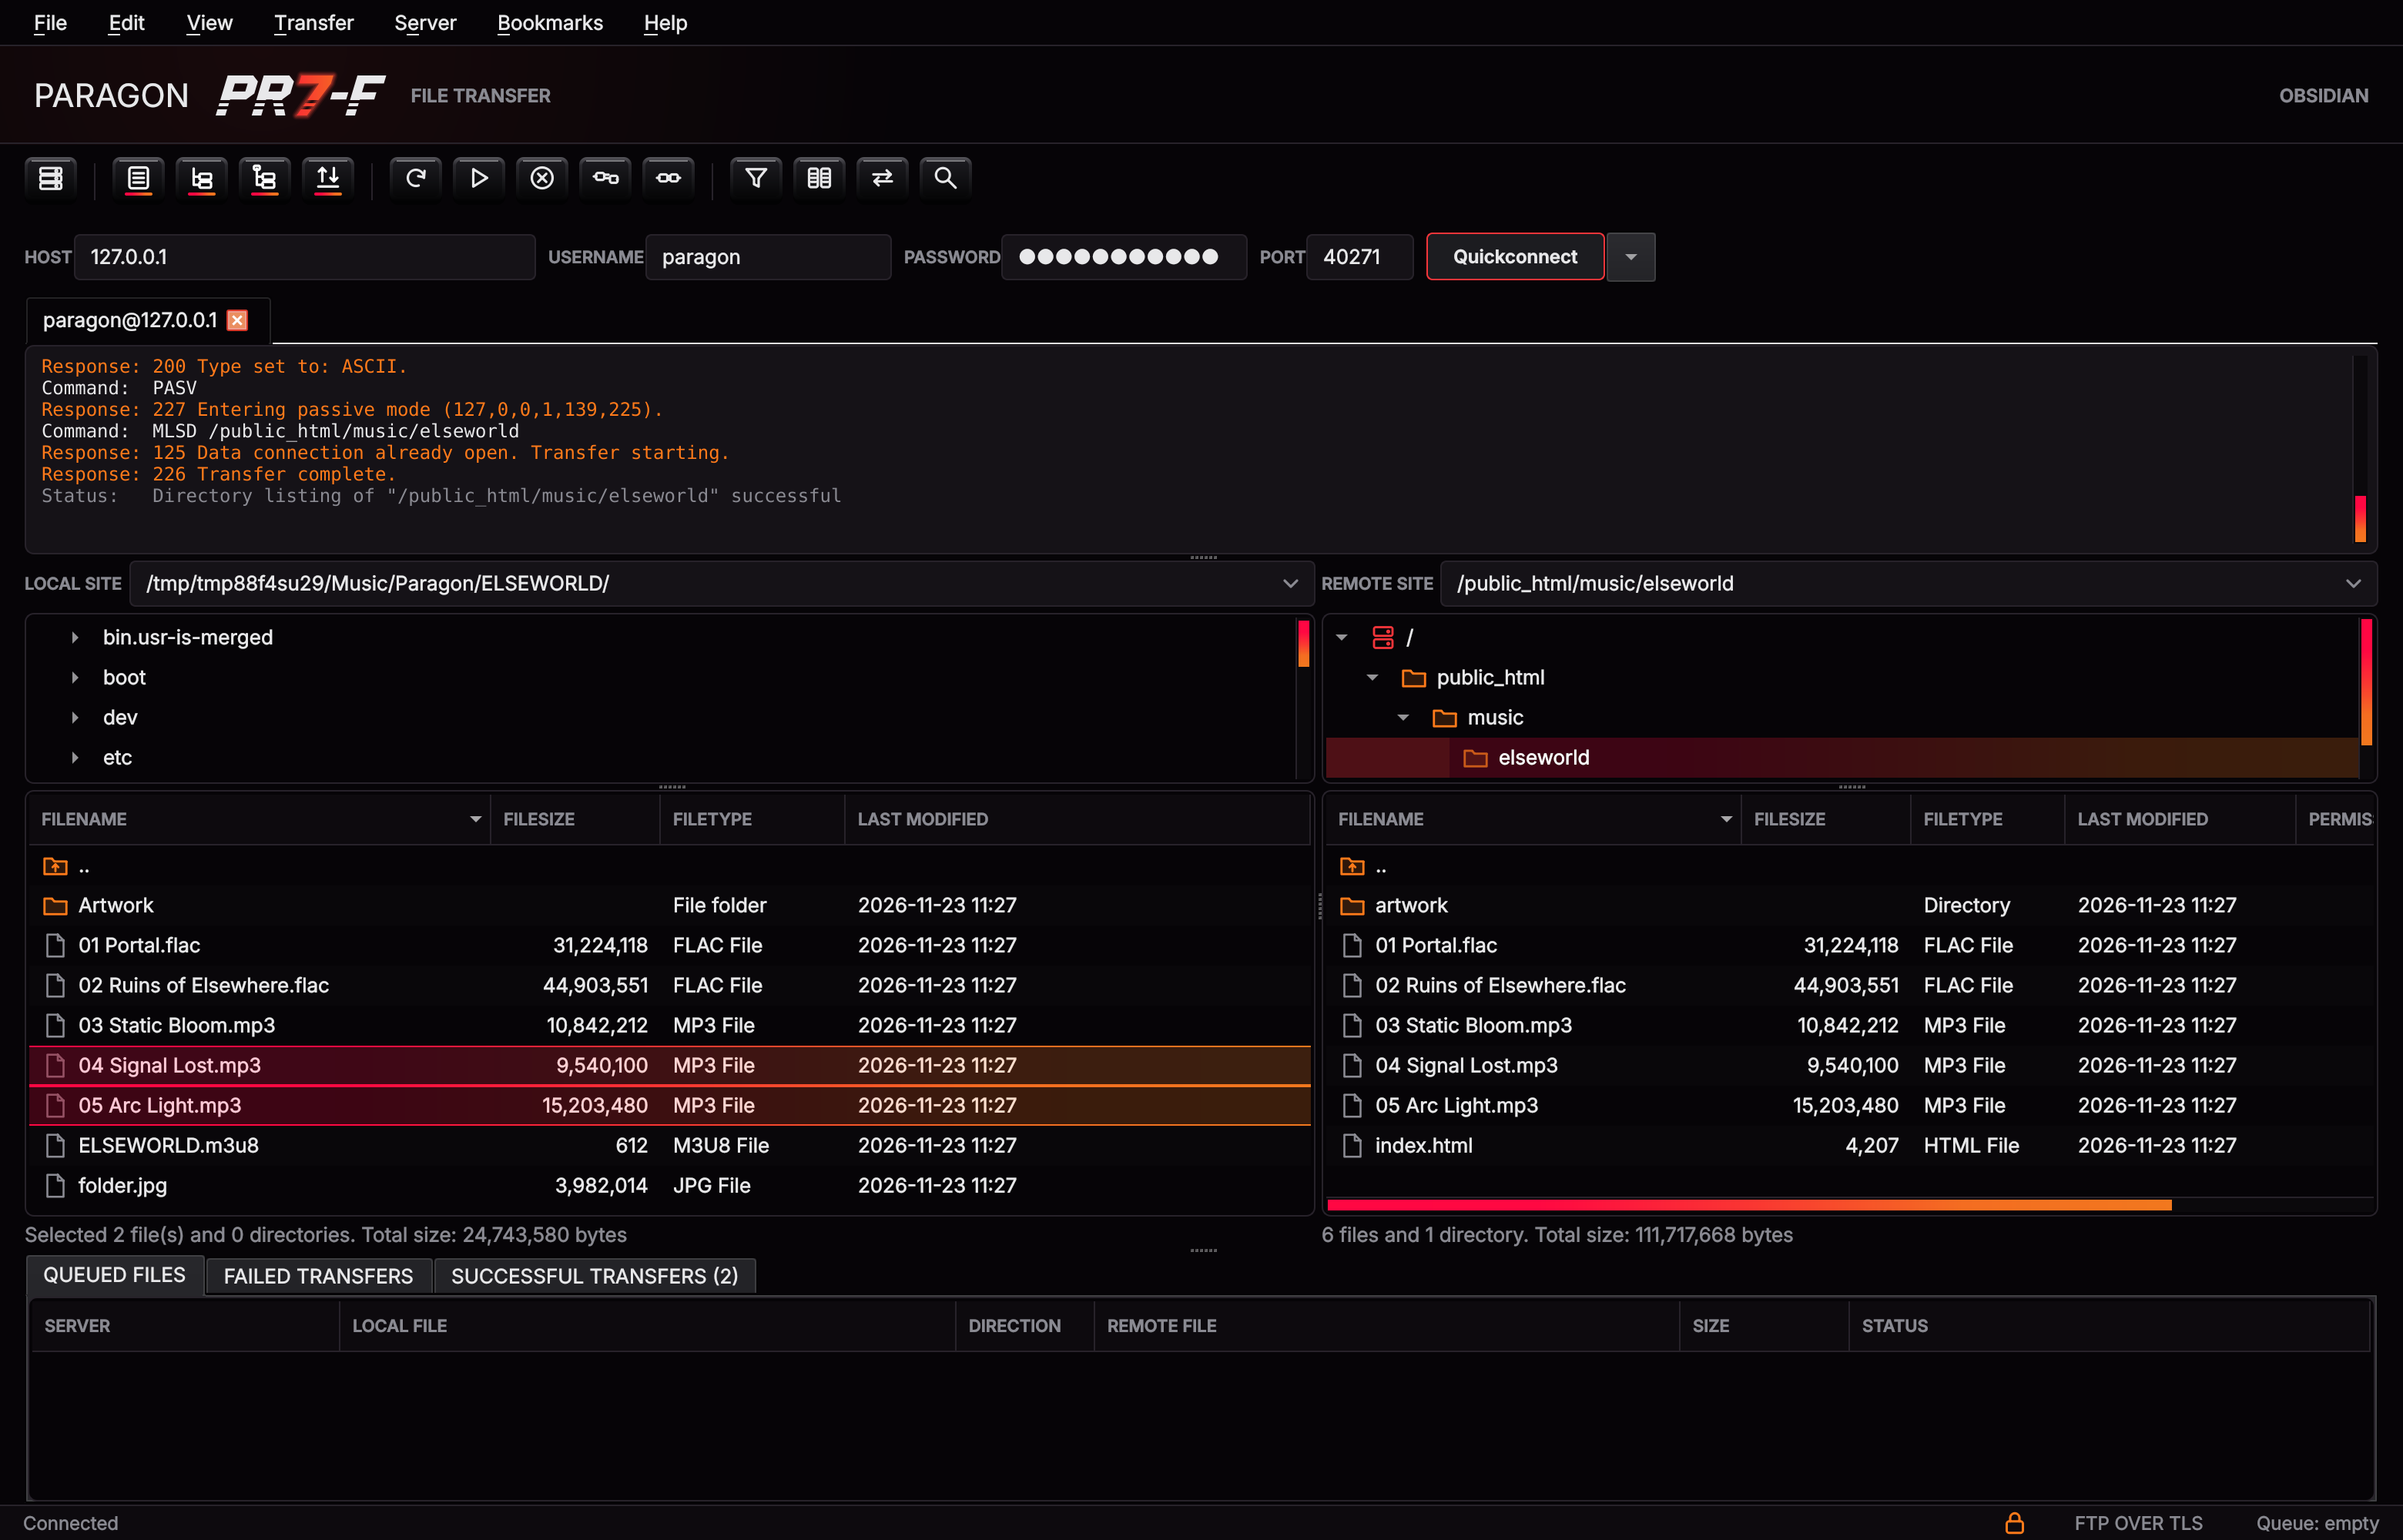 File Edit View Transfer Server Bookmarks Help
PARAGON PR7-F FILE TRANSFER OBSIDIAN
HOST 127.0.0.1 USERNAME paragon PASSWORD ●●●●●●●●●●● PORT 40271 Quickconnect
paragon@127.0.0.1
Response: 200 Type set to: ASCII.
Command: PASV
Response: 227 Entering passive mode (127,0,0,1,139,225).
Command: MLSD /public_html/music/elseworld
Response: 125 Data connection already open. Transfer starting.
Response: 226 Transfer complete.
Status: Directory listing of "/public_html/music/elseworld" successful
LOCAL SITE /tmp/tmp88f4su29/Music/Paragon/ELSEWORLD/
bin.usr-is-merged
boot
dev
etc
FILENAME FILESIZE FILETYPE LAST MODIFIED
..
Artwork File folder 2026-11-23 11:27
01 Portal.flac 31,224,118 FLAC File 2026-11-23 11:27
02 Ruins of Elsewhere.flac 44,903,551 FLAC File 2026-11-23 11:27
03 Static Bloom.mp3 10,842,212 MP3 File 2026-11-23 11:27
04 Signal Lost.mp3 9,540,100 MP3 File 2026-11-23 11:27
05 Arc Light.mp3 15,203,480 MP3 File 2026-11-23 11:27
ELSEWORLD.m3u8 612 M3U8 File 2026-11-23 11:27
folder.jpg 3,982,014 JPG File 2026-11-23 11:27
Selected 2 file(s) and 0 directories. Total size: 24,743,580 bytes
REMOTE SITE /public_html/music/elseworld
/
public_html
music
elseworld
FILENAME FILESIZE FILETYPE LAST MODIFIED PERMIS
..
artwork Directory 2026-11-23 11:27
01 Portal.flac 31,224,118 FLAC File 2026-11-23 11:27
02 Ruins of Elsewhere.flac 44,903,551 FLAC File 2026-11-23 11:27
03 Static Bloom.mp3 10,842,212 MP3 File 2026-11-23 11:27
04 Signal Lost.mp3 9,540,100 MP3 File 2026-11-23 11:27
05 Arc Light.mp3 15,203,480 MP3 File 2026-11-23 11:27
index.html 4,207 HTML File 2026-11-23 11:27
6 files and 1 directory. Total size: 111,717,668 bytes
QUEUED FILES FAILED TRANSFERS SUCCESSFUL TRANSFERS (2)
SERVER LOCAL FILE DIRECTION REMOTE FILE SIZE STATUS
Connected FTP OVER TLS Queue: empty